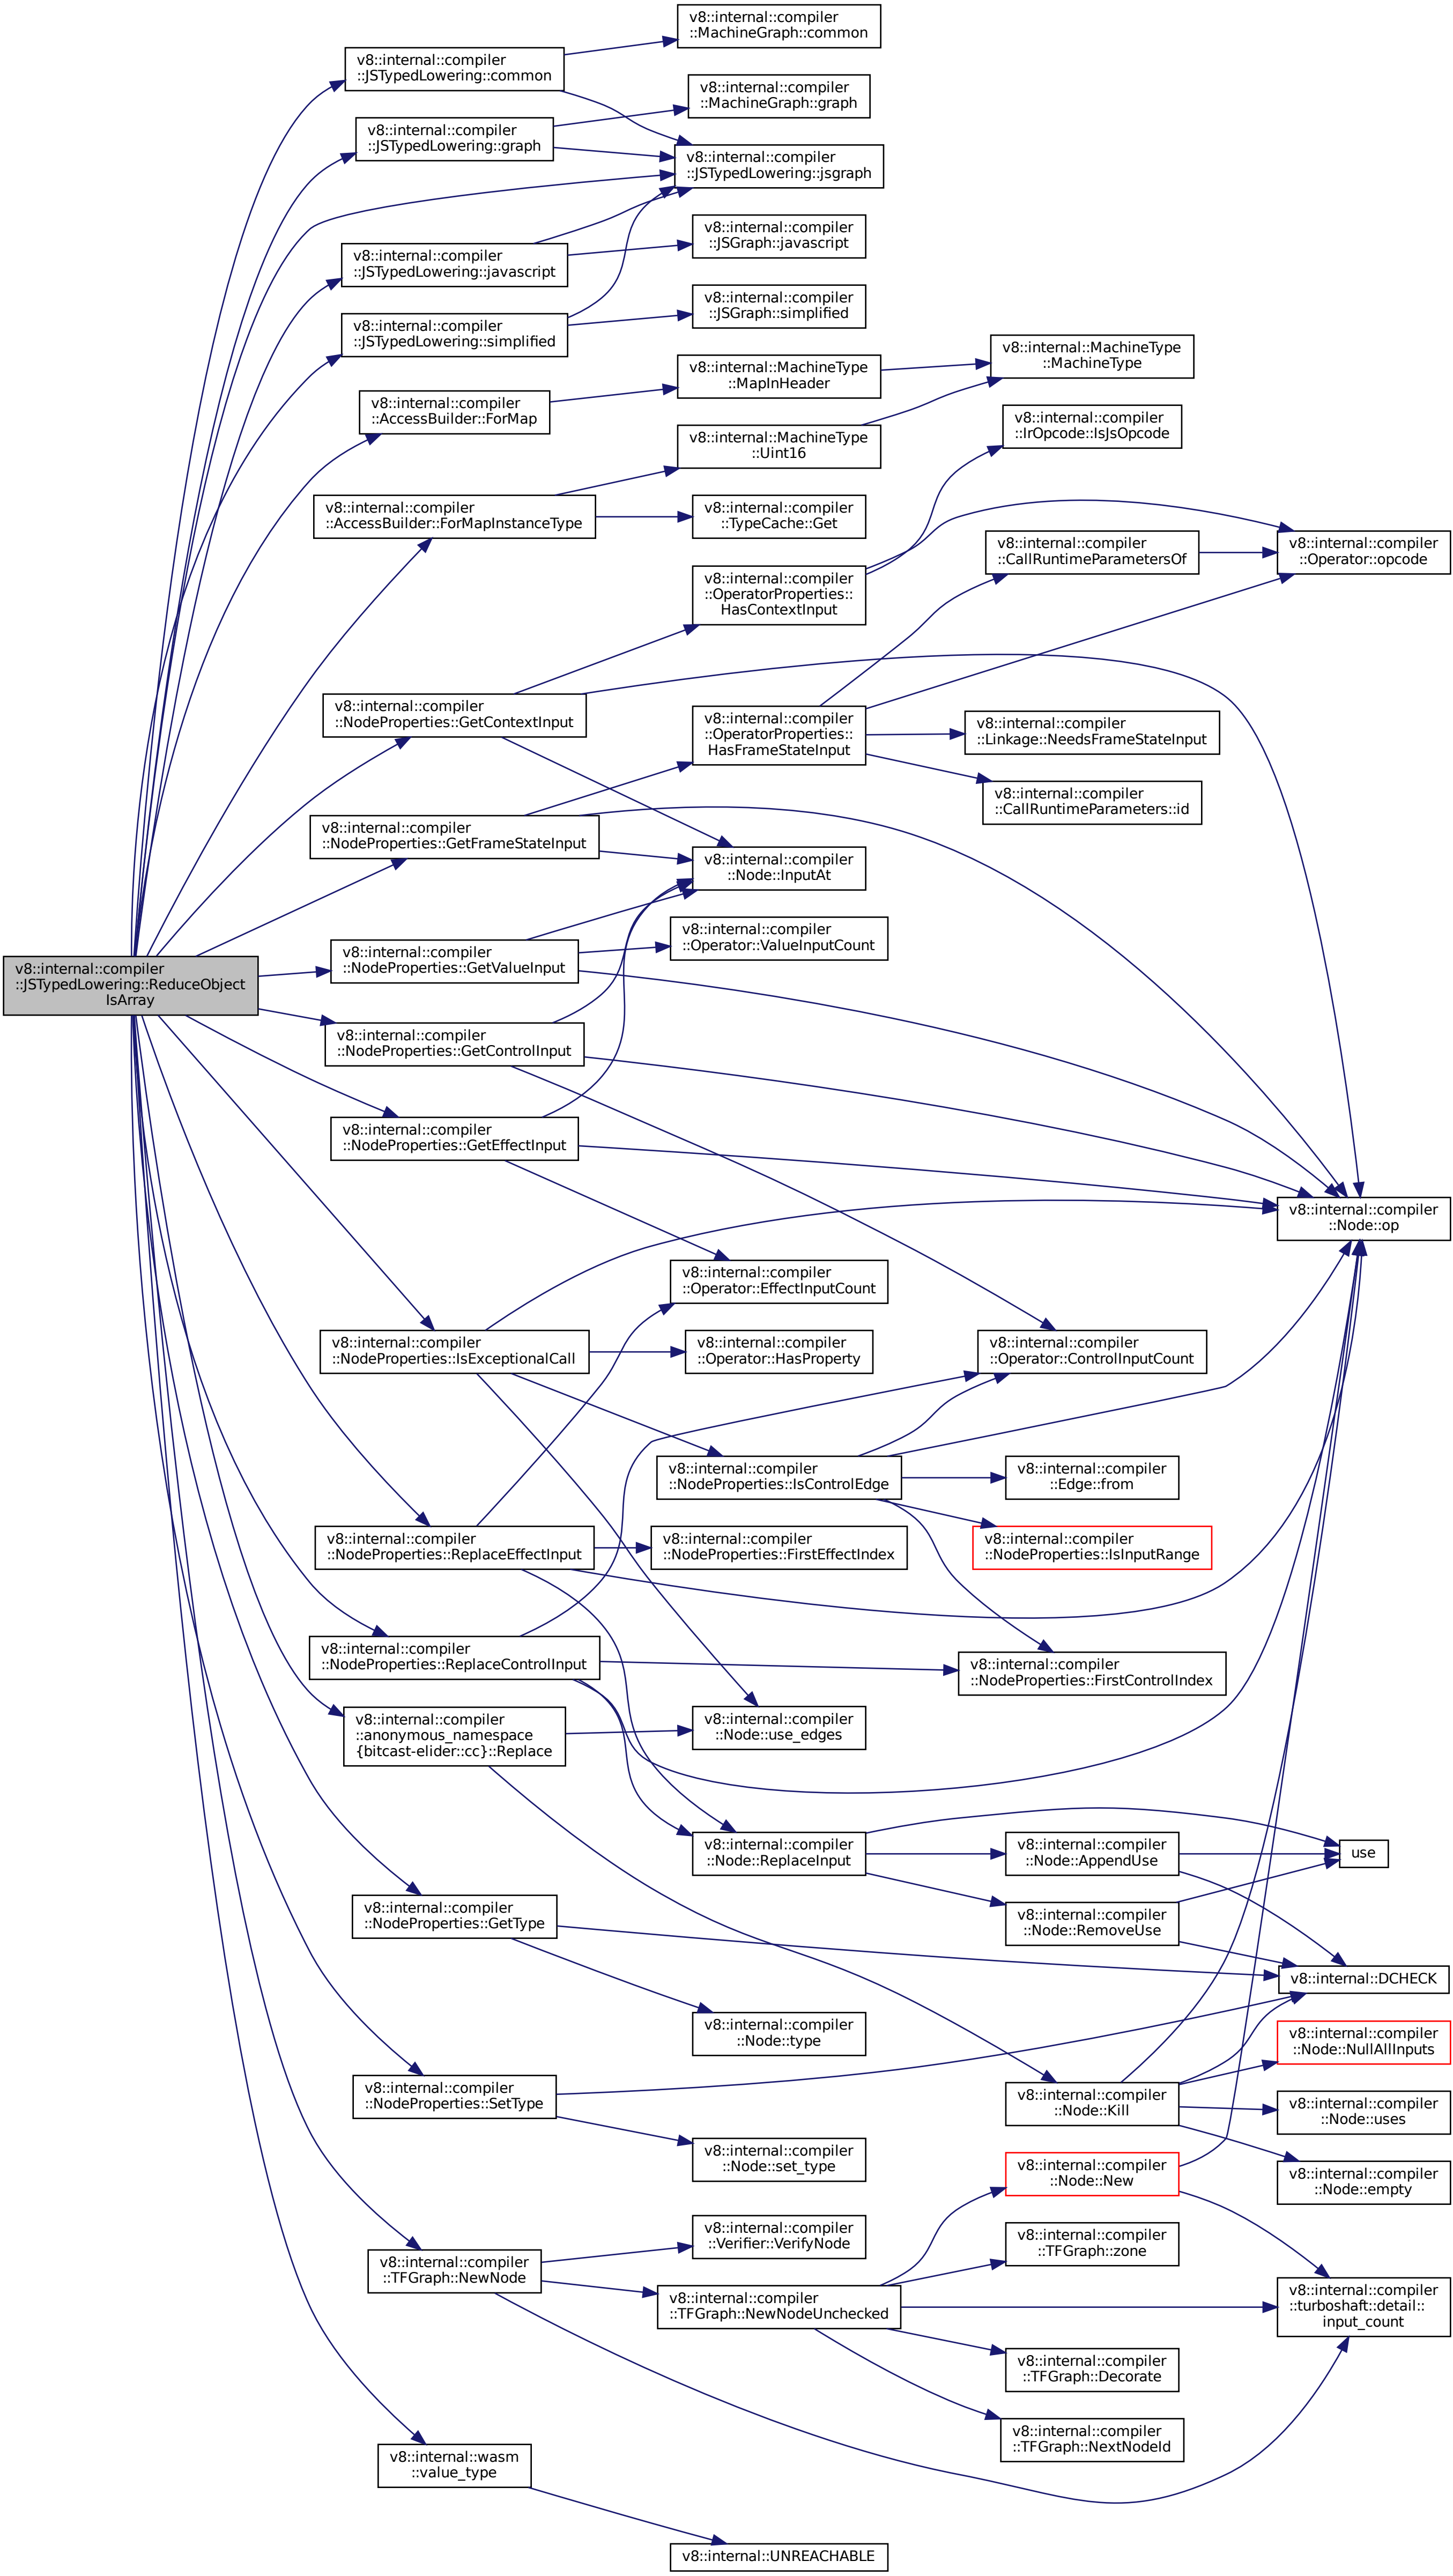 v8::internal::compiler
::JSTypedLowering::ReduceObject
IsArray
v8::internal::compiler
::JSTypedLowering::common
v8::internal::compiler
::MachineGraph::common
v8::internal::compiler
::JSTypedLowering::graph
v8::internal::compiler
::MachineGraph::graph
v8::internal::compiler
::JSTypedLowering::jsgraph
v8::internal::compiler
::JSTypedLowering::javascript
v8::internal::compiler
::JSGraph::javascript
v8::internal::compiler
::JSTypedLowering::simplified
v8::internal::compiler
::JSGraph::simplified
v8::internal::compiler
::AccessBuilder::ForMap
v8::internal::MachineType
::MapInHeader
v8::internal::MachineType
::MachineType
v8::internal::compiler
::AccessBuilder::ForMapInstanceType
v8::internal::MachineType
::Uint16
v8::internal::compiler
::TypeCache::Get
v8::internal::compiler
::NodeProperties::GetContextInput
v8::internal::compiler
::OperatorProperties::
HasContextInput
v8::internal::compiler
::IrOpcode::IsJsOpcode
v8::internal::compiler
::CallRuntimeParametersOf
v8::internal::compiler
::Operator::opcode
v8::internal::compiler
::NodeProperties::GetFrameStateInput
v8::internal::compiler
::OperatorProperties::
HasFrameStateInput
v8::internal::compiler
::Linkage::NeedsFrameStateInput
v8::internal::compiler
::CallRuntimeParameters::id
v8::internal::compiler
::Node::InputAt
v8::internal::compiler
::NodeProperties::GetValueInput
v8::internal::compiler
::Operator::ValueInputCount
v8::internal::compiler
::NodeProperties::GetControlInput
v8::internal::compiler
::NodeProperties::GetEffectInput
v8::internal::compiler
::Node::op
v8::internal::compiler
::Operator::EffectInputCount
v8::internal::compiler
::NodeProperties::IsExceptionalCall
v8::internal::compiler
::Operator::HasProperty
v8::internal::compiler
::Operator::ControlInputCount
v8::internal::compiler
::NodeProperties::IsControlEdge
v8::internal::compiler
::Edge::from
v8::internal::compiler
::NodeProperties::IsInputRange
v8::internal::compiler
::NodeProperties::ReplaceEffectInput
v8::internal::compiler
::NodeProperties::FirstEffectIndex
v8::internal::compiler
::NodeProperties::ReplaceControlInput
v8::internal::compiler
::NodeProperties::FirstControlIndex
v8::internal::compiler
::anonymous_namespace
{bitcast-elider::cc}::Replace
v8::internal::compiler
::Node::use_edges
v8::internal::compiler
::Node::ReplaceInput
v8::internal::compiler
::Node::AppendUse
use
v8::internal::compiler
::Node::RemoveUse
v8::internal::compiler
::NodeProperties::GetType
v8::internal::DCHECK
v8::internal::compiler
::Node::type
v8::internal::compiler
::NodeProperties::SetType
v8::internal::compiler
::Node::set_type
v8::internal::compiler
::Node::Kill
v8::internal::compiler
::Node::NullAllInputs
v8::internal::compiler
::Node::uses
v8::internal::compiler
::Node::empty
v8::internal::compiler
::Node::New
v8::internal::compiler
::TFGraph::NewNode
v8::internal::compiler
::Verifier::VerifyNode
v8::internal::compiler
::TFGraph::NewNodeUnchecked
v8::internal::compiler
::TFGraph::zone
v8::internal::compiler
::turboshaft::detail::
input_count
v8::internal::compiler
::TFGraph::Decorate
v8::internal::compiler
::TFGraph::NextNodeId
v8::internal::wasm
::value_type
v8::internal::UNREACHABLE